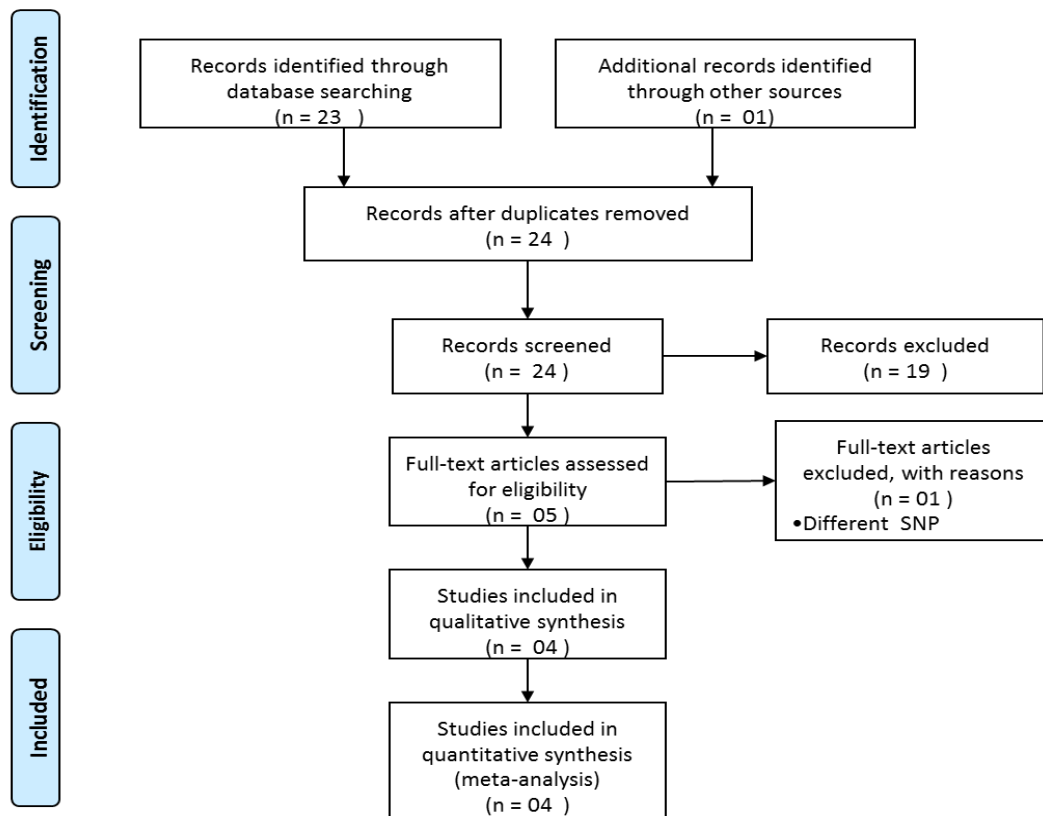 Identification
Records identified through
database searching
(n = 23 )
Additional records identified
through other sources
(n = 01)
Records after duplicates removed
(n = 24 )
Screening
Records screened
(n = 24 )
Records excluded
(n = 19 )
Eligibility
Full-text articles assessed
for eligibility
(n = 05 )
Full-text articles
excluded, with reasons
(n = 01 )
•Different SNP
Studies included in
qualitative synthesis
(n = 04 )
Included
Studies included in
quantitative synthesis
(meta-analysis)
(n = 04 )